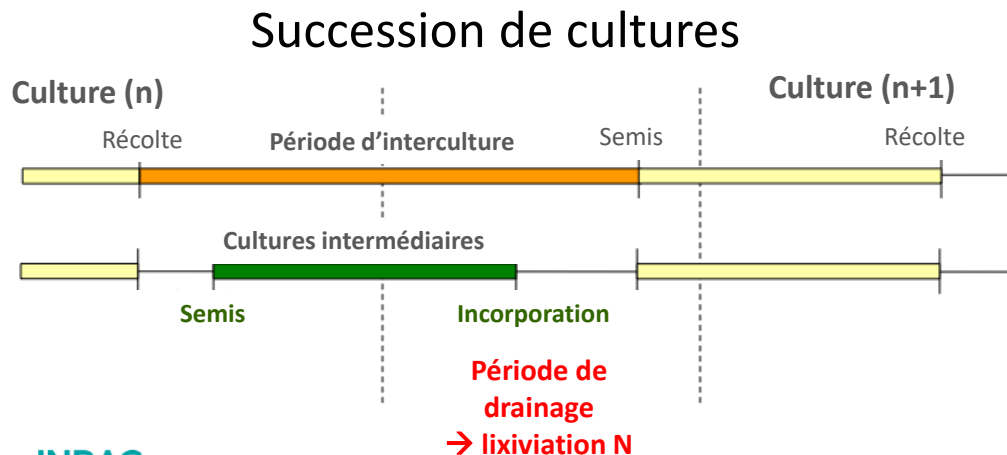 Succession de cultures
Culture (n)
Culture (n+1)
Récolte
Période d'interculture
Semis
Récolte
Cultures intermédiaires
Semis
Incorporation
Période de
drainage
→ lixiviation N